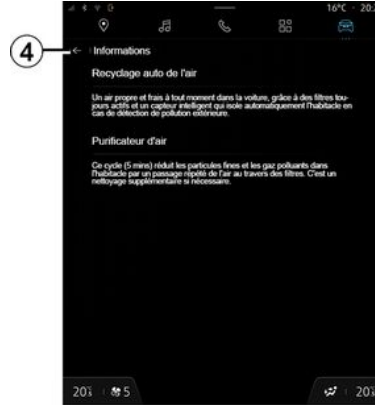 16°C
4
Informations
Recyclage auto de l'air
Un air propre et frais à tout moment dans la voiture, grâce à des filtres tou-
jours actifs et un capteur intelligent qui isole automatiquement l'habitacle en
cas de détection de pollution extérieure.
Purificateur d'air
Ce cycle (5 mins) réduit les particules fines et les gaz polluants dans
l'habitacle par un passage répété de l'air au travers des filtres. C'est un
nettoyage supplémentaire si nécessaire.
5